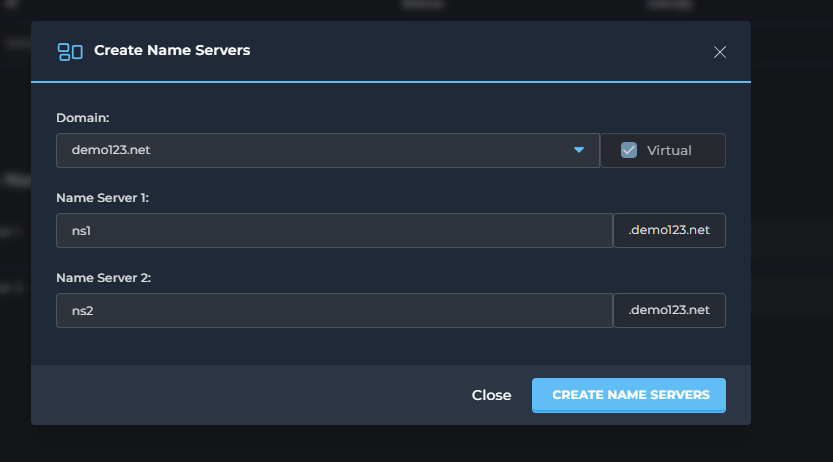 Create Name Servers
Domain:
demo123.net
Virtual
Name Server 1:
ns1
.demo123.net
Name Server 2:
ns2
.demo123.net
Close
CREATE NAME SERVERS